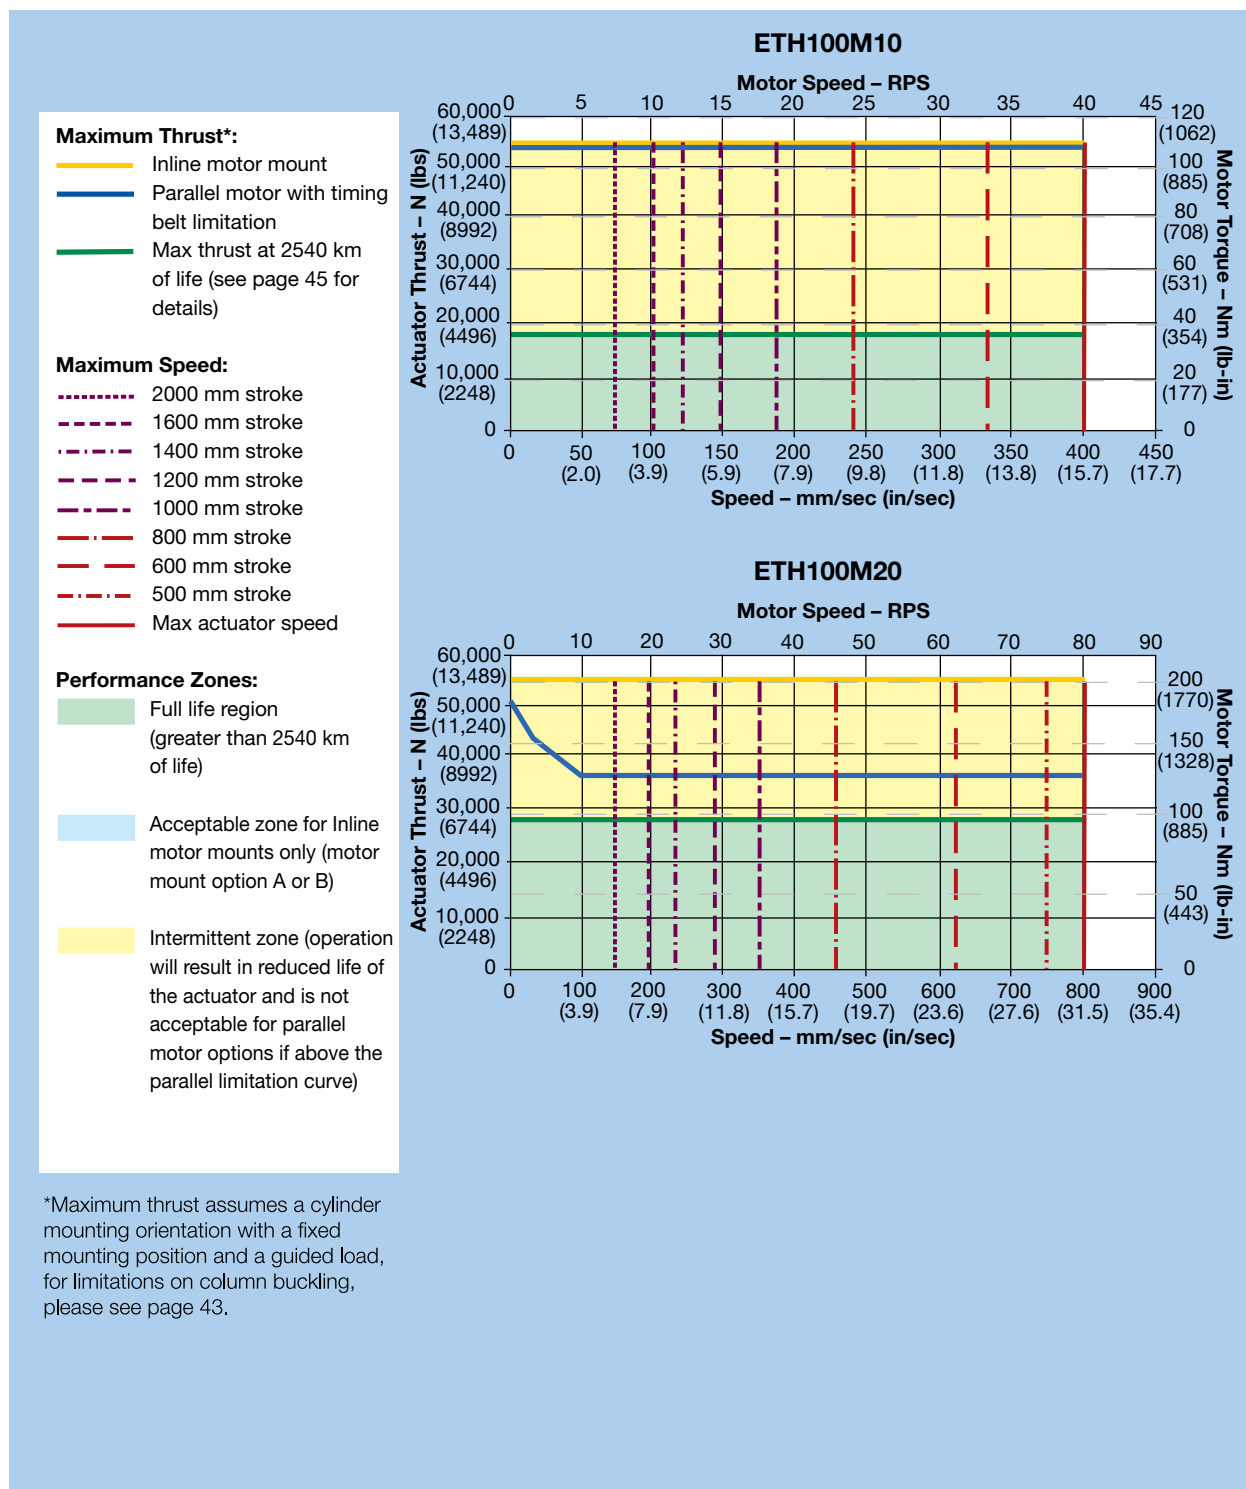 Maximum Thrust*:
Inline motor mount
Parallel motor with timing
belt limitation
Max thrust at 2540 km
of life (see page 45 for
details)
Maximum Speed:
2000 mm stroke
1600 mm stroke
1400 mm stroke
1200 mm stroke
1000 mm stroke
800 mm stroke
600 mm stroke
500 mm stroke
Max actuator speed
Performance Zones:
Full life region
(greater than 2540 km
of life)
Acceptable zone for Inline
motor mounts only (motor
mount option A or B)
Intermittent zone (operation
will result in reduced life of
the actuator and is not
acceptable for parallel
motor options if above the
parallel limitation curve)
*Maximum thrust assumes a cylinder
mounting orientation with a fixed
mounting position and a guided load,
for limitations on column buckling,
please see page 43.
ETH100M10
Motor Speed – RPS
0 5 10 15 20 25 30 35 40 45
Actuator Thrust – N (lbs)
60,000
(13,489)
50,000
(11,240)
40,000
(8992)
30,000
(6744)
20,000
(4496)
10,000
(2248)
0
120
(1062)
100
(885)
80
(708)
60
(531)
40
(354)
20
(177)
0
Motor Torque – Nm (lb-in)
0 50 100 150 200 250 300 350 400 450
(2.0) (3.9) (5.9) (7.9) (9.8) (11.8) (13.8) (15.7) (17.7)
Speed – mm/sec (in/sec)
ETH100M20
Motor Speed – RPS
0 10 20 30 40 50 60 70 80 90
Actuator Thrust – N (lbs)
60,000
(13,489)
50,000
(11,240)
40,000
(8992)
30,000
(6744)
20,000
(4496)
10,000
(2248)
0
200
(1770)
150
(1328)
100
(885)
50
(443)
0
Motor Torque – Nm (lb-in)
0 100 200 300 400 500 600 700 800 900
(3.9) (7.9) (11.8) (15.7) (19.7) (23.6) (27.6) (31.5) (35.4)
Speed – mm/sec (in/sec)